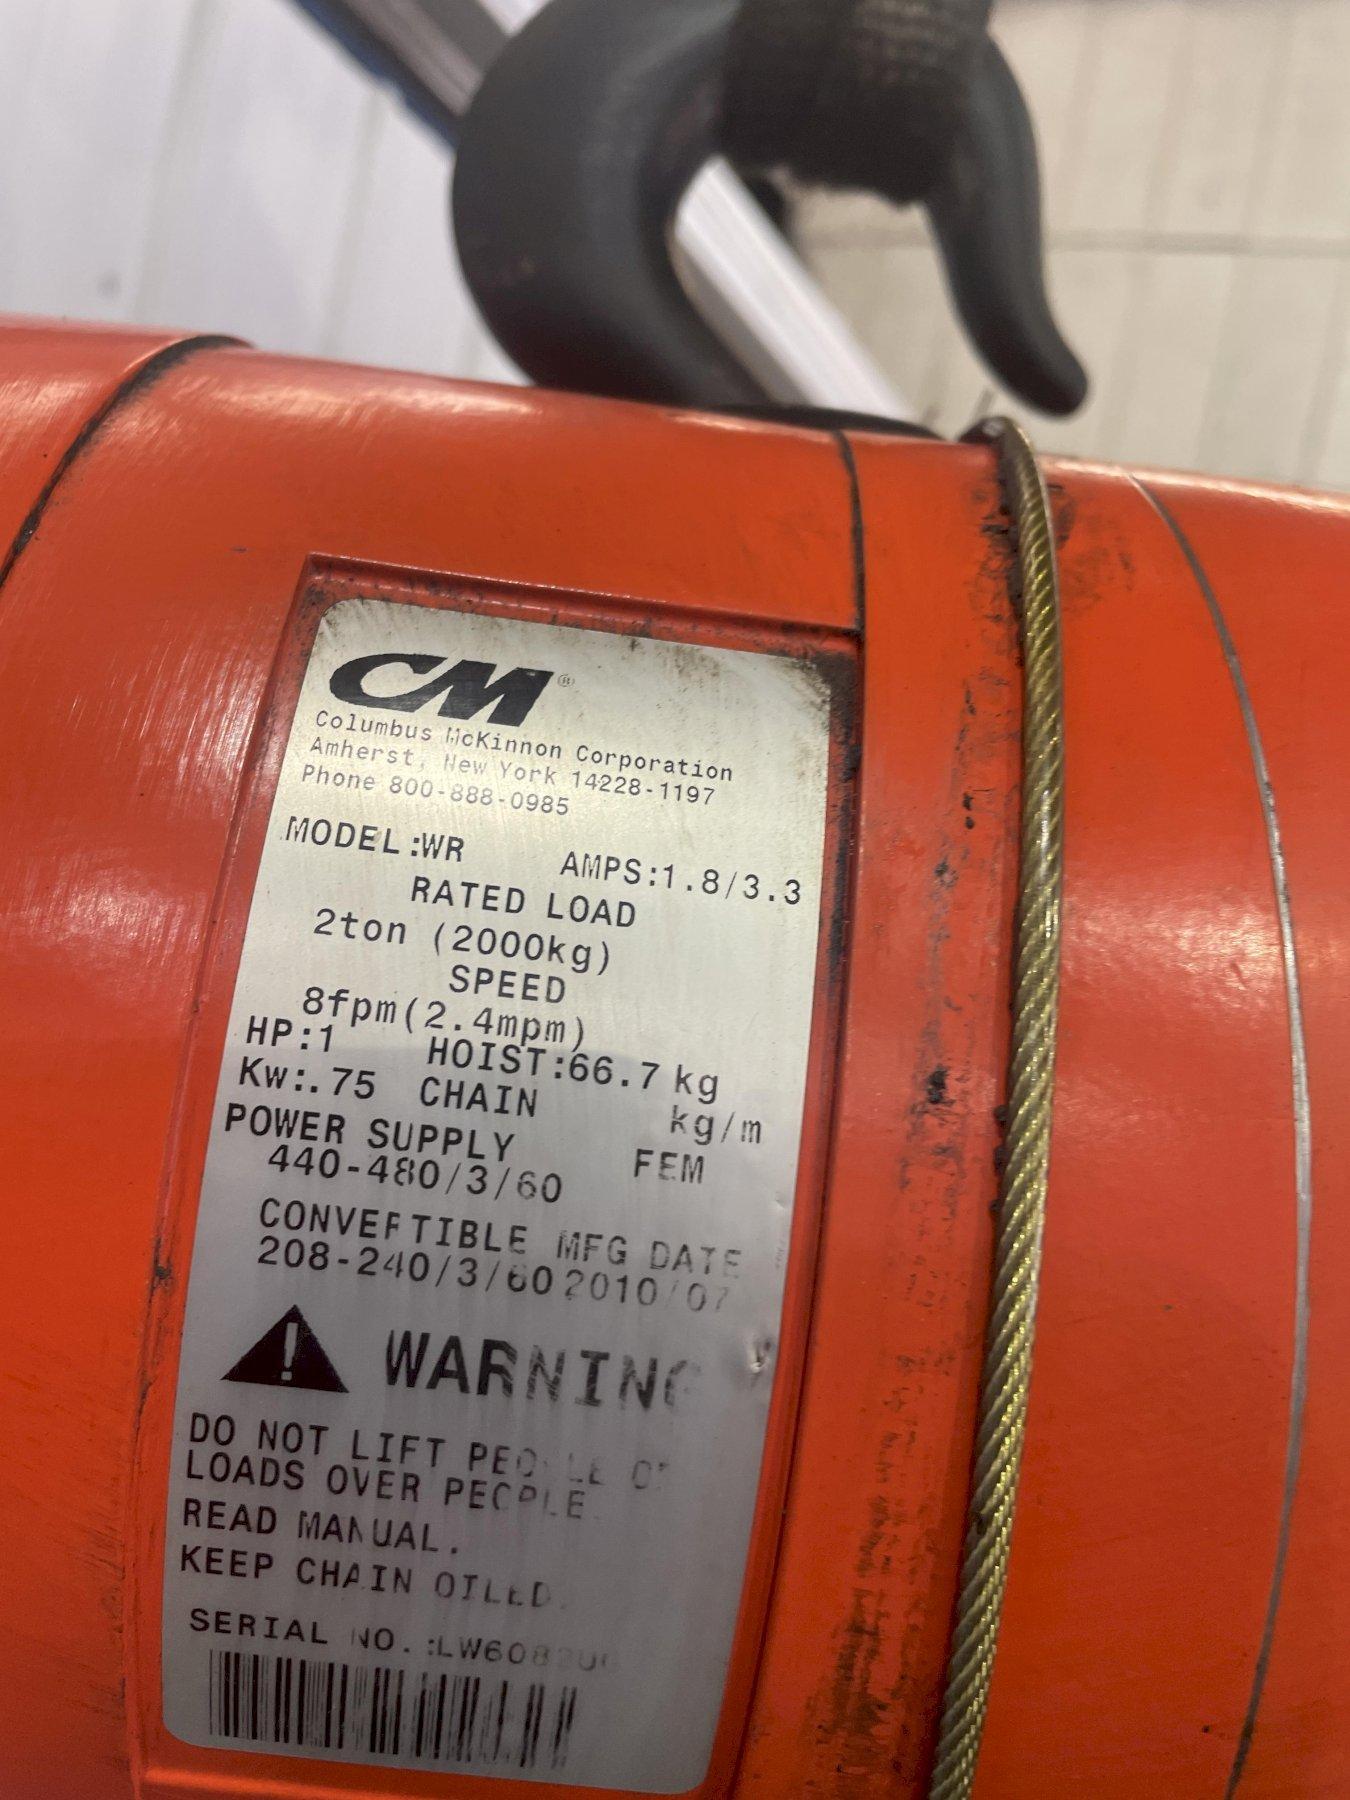 CM®
Columbus McKinnon Corporation
Amherst, New York 14228-1197
Phone 800-888-0985
MODEL:WR AMPS:1.8/3.3
RATED LOAD
2ton (2000kg)
SPEED
8fpm(2.4mpm)
HP:1 HOIST:66.7 kg
Kw:.75 CHAIN kg/m
POWER SUPPLY FEM
440-480/3/60
CONVERTIBLE MFG DATE
208-240/3/60 2010/07
WARNING
DO NOT LIFT PEOPLE
LOADS OVER PEOPLE.
READ MANUAL.
KEEP CHAIN OILED.
SERIAL NO.: